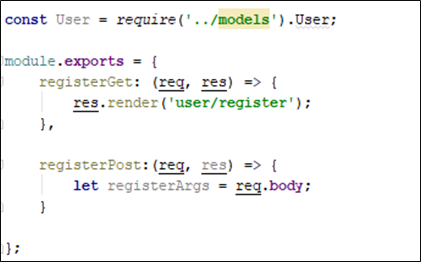 const User = require('../models').User;
module.exports = {
registerGet: (req, res) => {
res.render('user/register');
},
registerPost:(req, res) => {
let registerArgs = req.body;
}
};